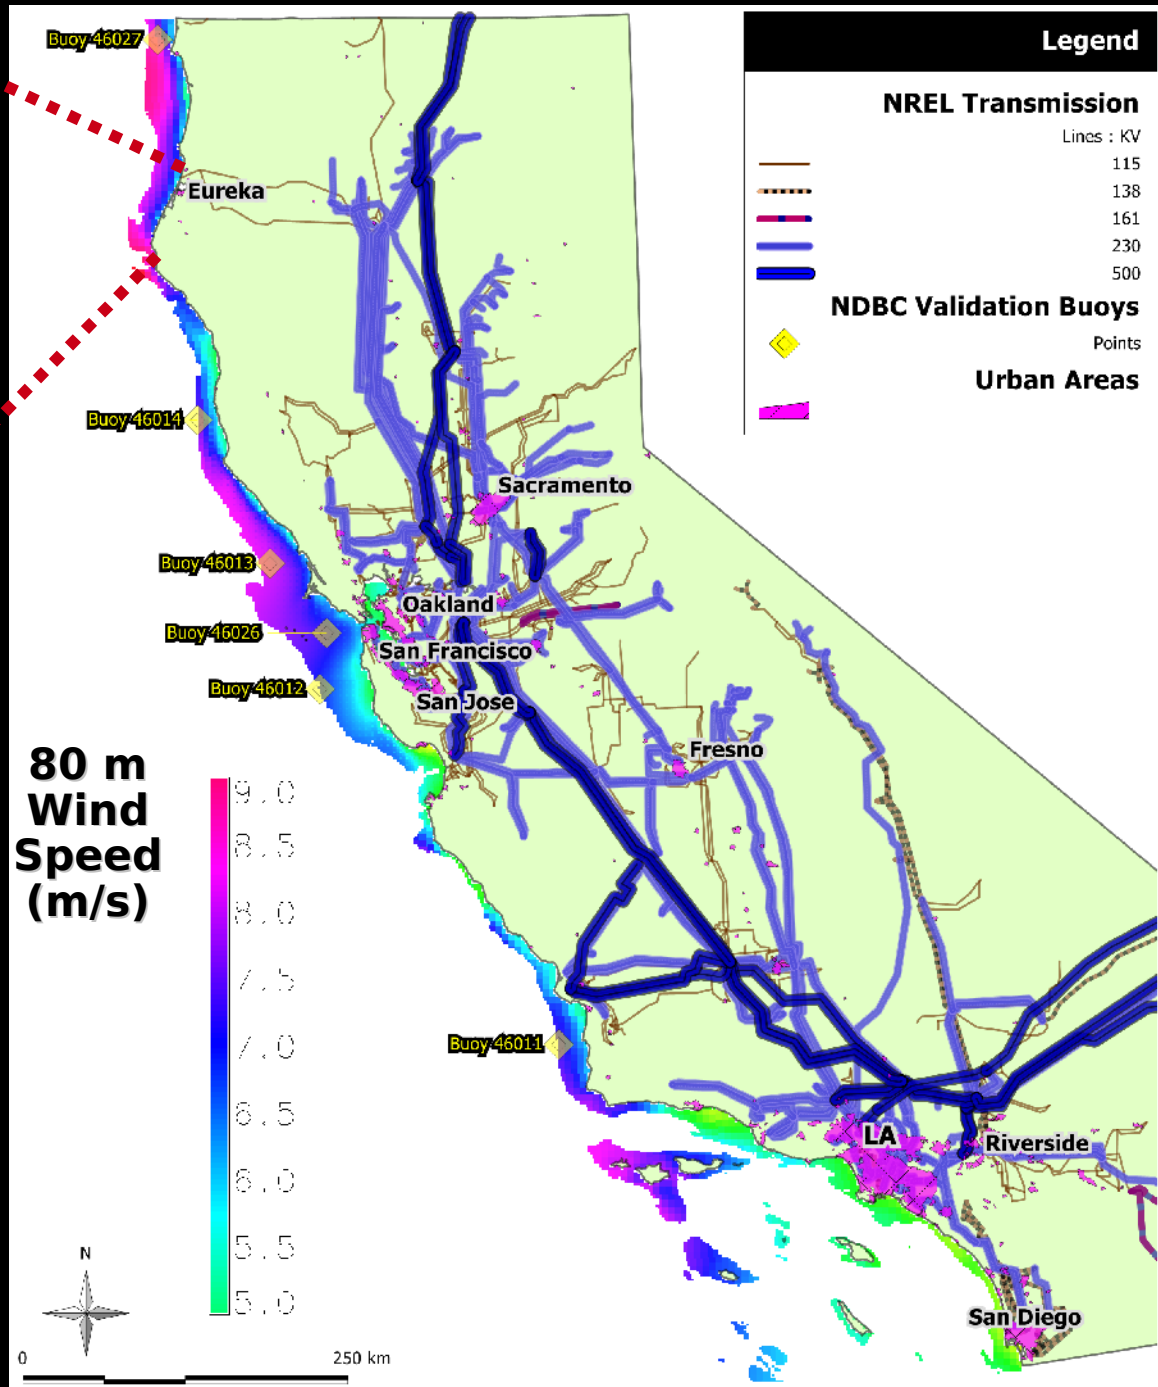 Legend
NREL Transmission
Lines : KV
115
138
161
230
500
NDBC Validation Buoys
Points
Urban Areas
Buoy 46027
Eureka
Buoy 46014
Sacramento
Buoy 46013
Oakland
Buoy 46026
San Francisco
Buoy 46012
San Jose
Fresno
80 m
Wind
Speed
(m/s)
9.0
8.5
8.0
7.5
7.0
6.5
6.0
5.5
5.0
Buoy 46011
LA
Riverside
San Diego
N
0
250 km